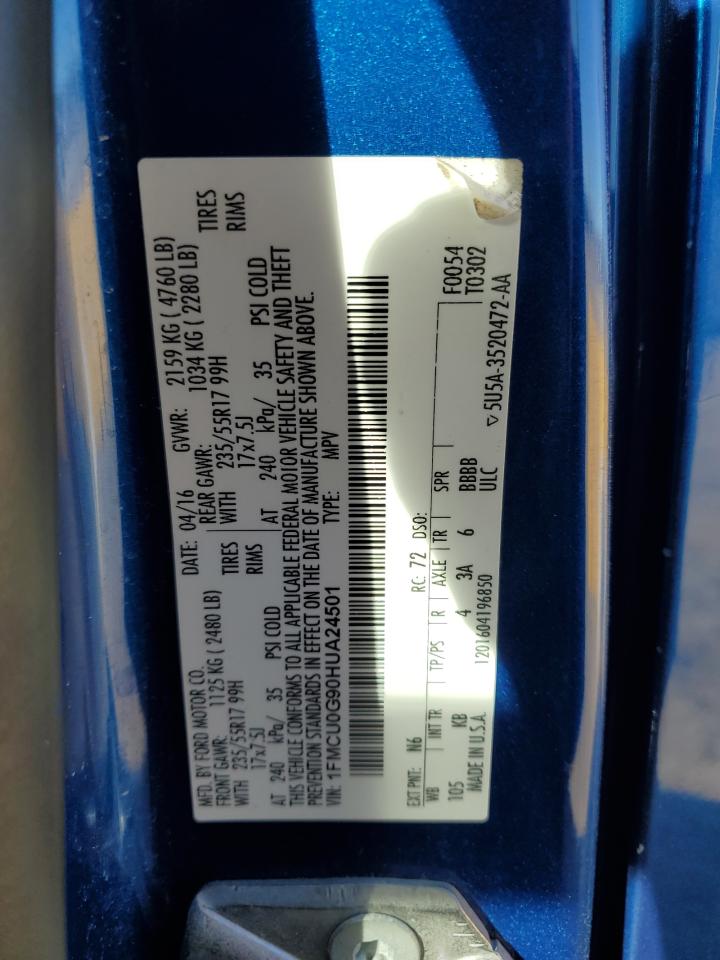 MFD. BY FORD MOTOR CO.
DATE: 04/16
GVWR: 2159 KG ( 4760 LB)
FRONT GAWR: 1125 KG ( 2480 LB)
REAR GAWR: 1034 KG ( 2280 LB)
WITH 235/55R17 99H TIRES
WITH 235/55R17 99H TIRES
17x7.5J RIMS
17x7.5J RIMS
AT 240 kPa/ 35 PSI COLD
AT 240 kPa/ 35 PSI COLD
THIS VEHICLE CONFORMS TO ALL APPLICABLE FEDERAL MOTOR VEHICLE SAFETY AND THEFT
PREVENTION STANDARDS IN EFFECT ON THE DATE OF MANUFACTURE SHOWN ABOVE.
VIN: 1FMCU0G90HUA24501
TYPE: MPV
EXT PNT: N6 RC: 72 DSO: F0054
WB INT TR TP/PS R AXLE TR SPR T0302
105 KB 4 3A 6 BBBB
ULC
MADE IN U.S.A. 1201604196850
▽5U5A-3520472-AA